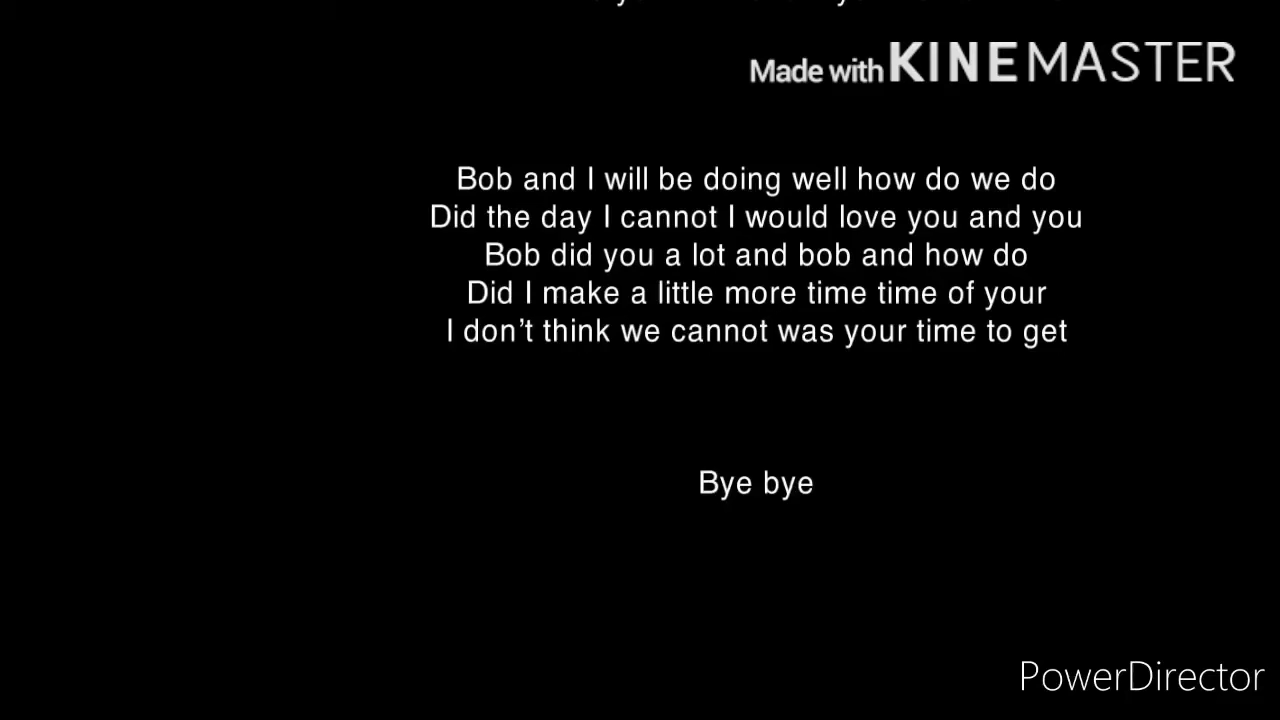 Made with KINEMASTER
Bob and I will be doing well how do we do
Did the day I cannot I would love you and you
Bob did you a lot and bob and how do
Did I make a little more time time of your
I don’t think we cannot was your time to get
Bye bye
PowerDirector